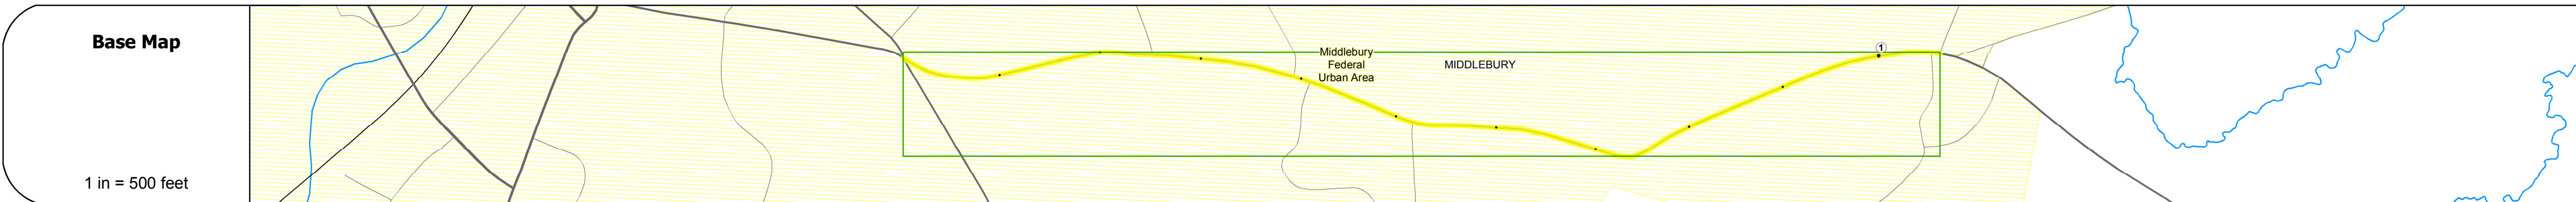 Base Map
1 in = 500 feet
Middlebury
Federal
Urban Area
MIDDLEBURY
1